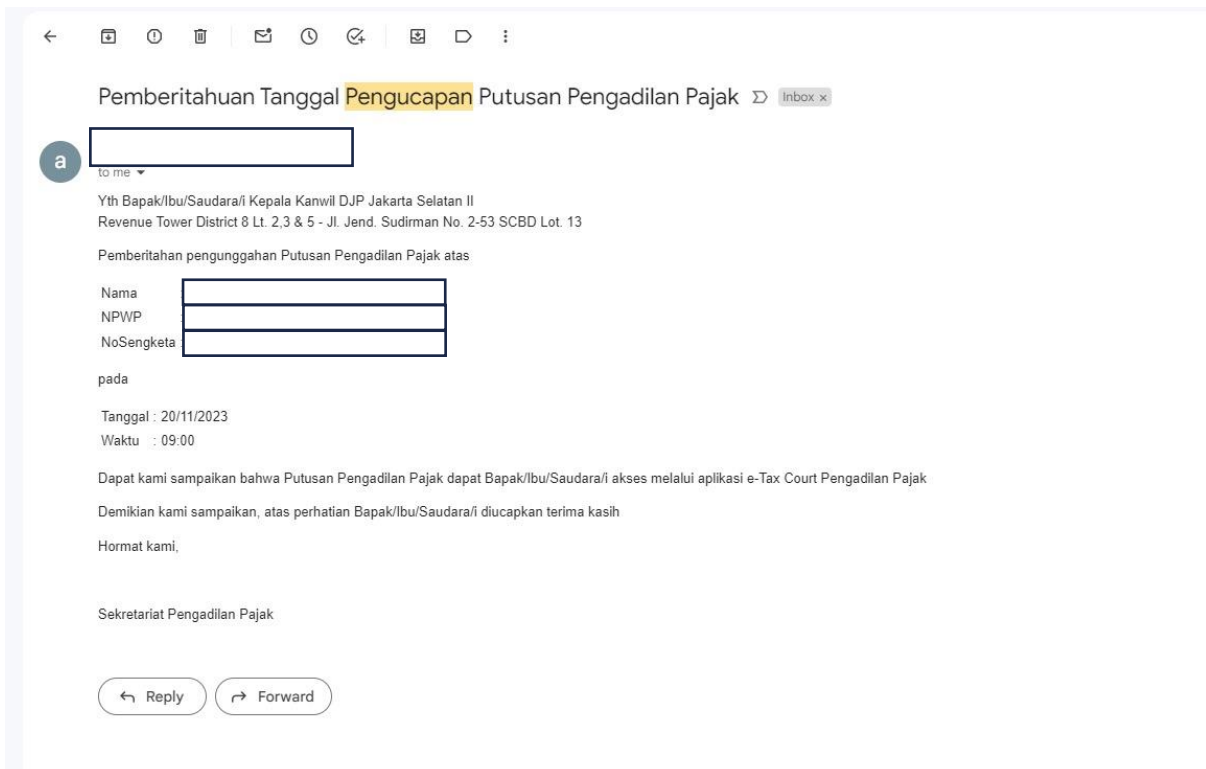 Pemberitahuan Tanggal Pengucapan Putusan Pengadilan Pajak Inbox x
a
to me
Yth Bapak/Ibu/Saudara/i Kepala Kanwil DJP Jakarta Selatan II
Revenue Tower District 8 Lt. 2,3 & 5 - Jl. Jend. Sudirman No. 2-53 SCBD Lot. 13
Pemberitahan pengunggahan Putusan Pengadilan Pajak atas
Nama :
NPWP :
NoSengketa :
pada
Tanggal : 20/11/2023
Waktu : 09:00
Dapat kami sampaikan bahwa Putusan Pengadilan Pajak dapat Bapak/Ibu/Saudara/i akses melalui aplikasi e-Tax Court Pengadilan Pajak
Demikian kami sampaikan, atas perhatian Bapak/Ibu/Saudara/i diucapkan terima kasih
Hormat kami,
Sekretariat Pengadilan Pajak
Reply
Forward